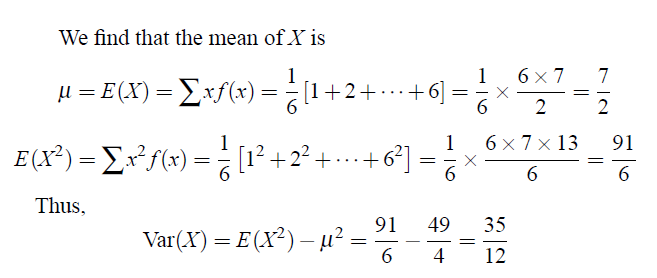 We find that the mean of X is
μ = E(X) = ∑xf(x) = 1/6 [1+2+⋯+6] = 1/6 × 6×7/2 = 7/2
E(X²) = ∑x²f(x) = 1/6 [1²+2²+⋯+6²] = 1/6 × 6×7×13/6 = 91/6
Thus,
Var(X) = E(X²) − μ² = 91/6 − 49/4 = 35/12